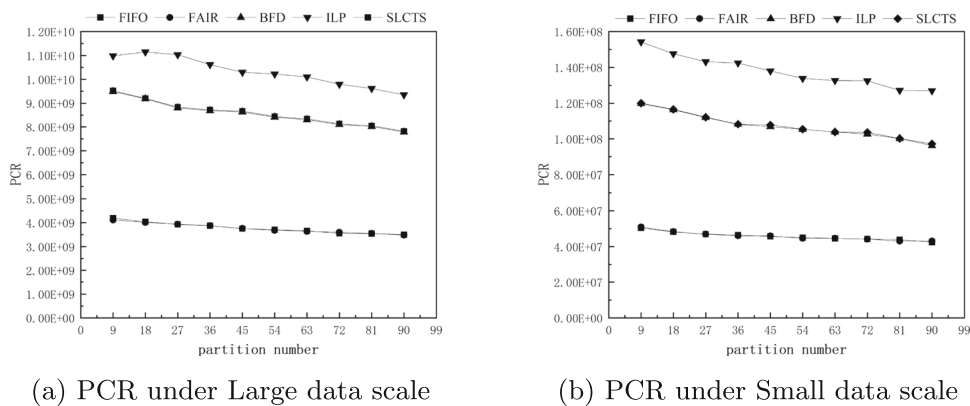 FIFO FAIR BFD ILP SLCTS
1.20E+10
1.10E+10
1.00E+10
9.00E+09
8.00E+09
7.00E+09
6.00E+09
5.00E+09
4.00E+09
3.00E+09
2.00E+09
1.00E+09
0.00E+00
PCR
0 9 18 27 36 45 54 63 72 81 90 99
partition number
(a) PCR under Large data scale
FIFO FAIR BFD ILP SLCTS
1.60E+08
1.40E+08
1.20E+08
1.00E+08
8.00E+07
6.00E+07
4.00E+07
2.00E+07
0.00E+00
PCR
0 9 18 27 36 45 54 63 72 81 90 99
partition number
(b) PCR under Small data scale